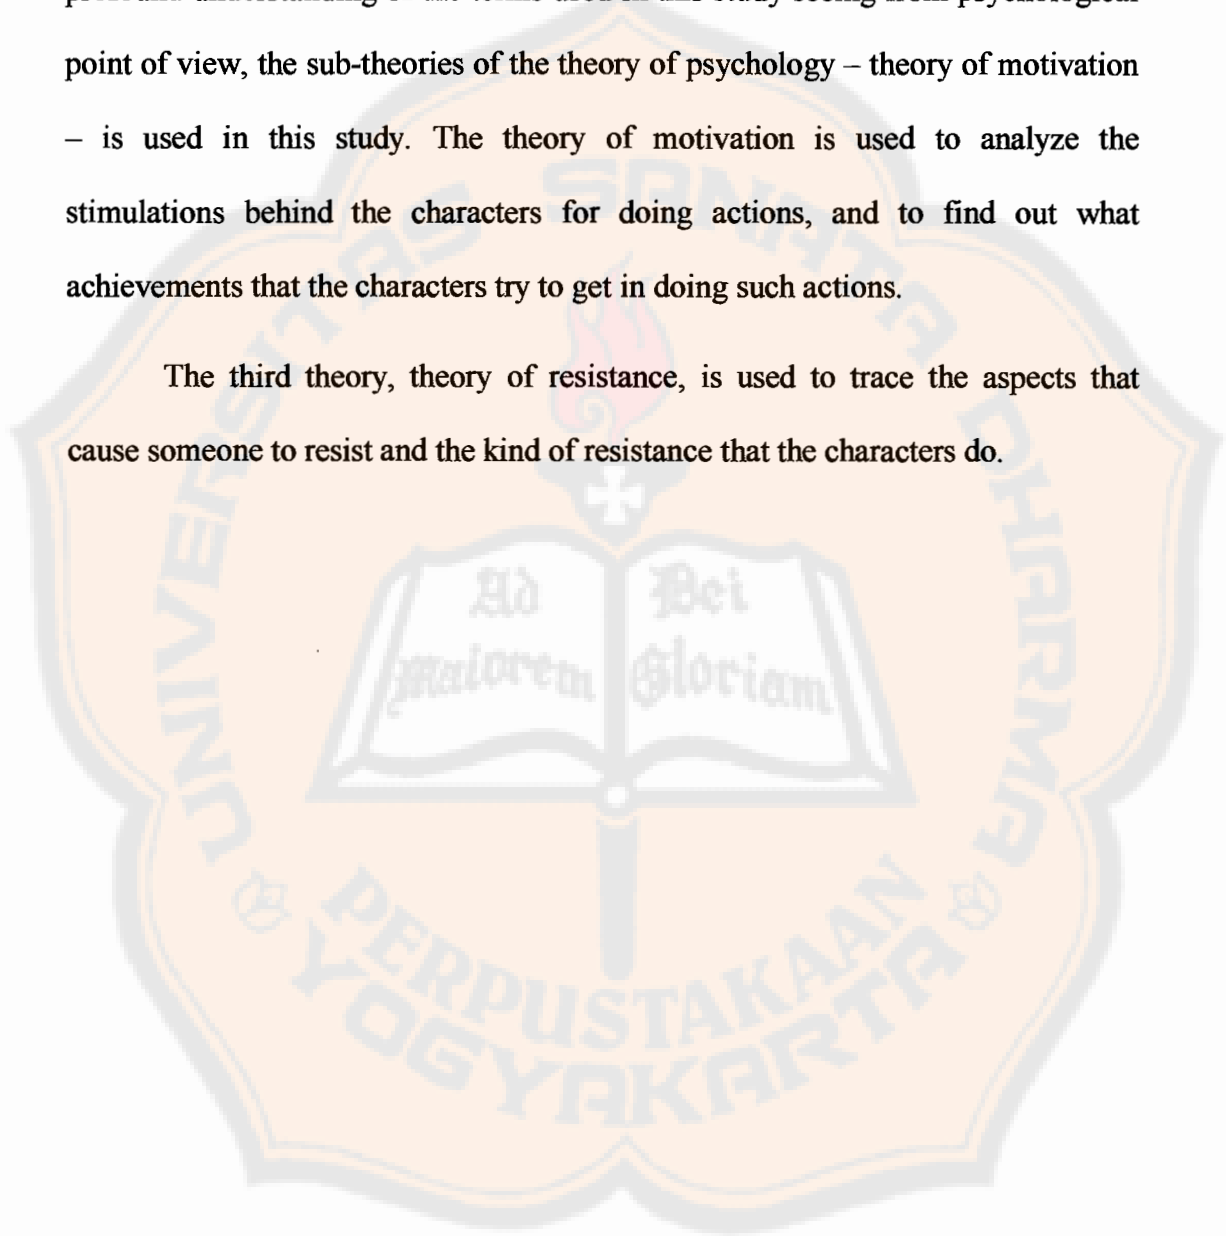 point of view, the sub-theories of the theory of psychology – theory of motivation
– is used in this study. The theory of motivation is used to analyze the
stimulations behind the characters for doing actions, and to find out what
achievements that the characters try to get in doing such actions.
The third theory, theory of resistance, is used to trace the aspects that
cause someone to resist and the kind of resistance that the characters do.
UNIVERSITAS SANATA DHARMA
Ad Dei
maiorem Gloriam
PERPUSTAKAAN
YOGYAKARTA